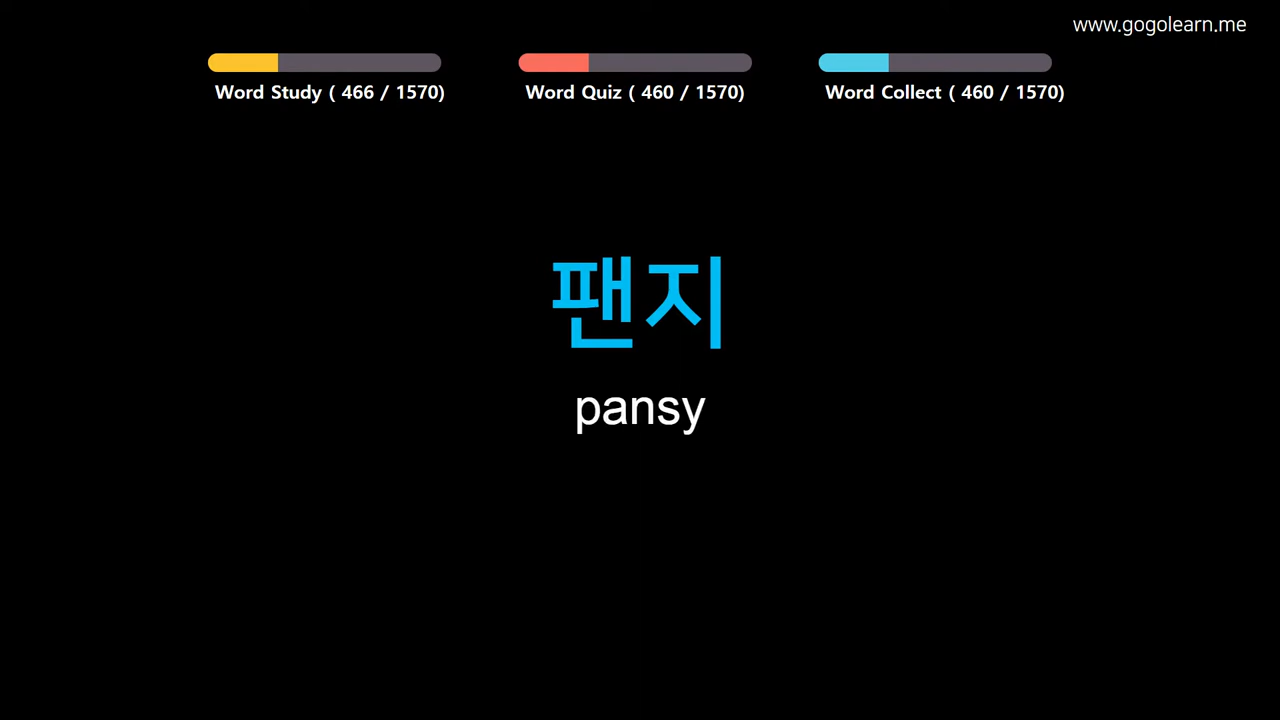 www.gogolearn.me
Word Study ( 466 / 1570)
Word Quiz ( 460 / 1570)
Word Collect ( 460 / 1570)
팬지
pansy